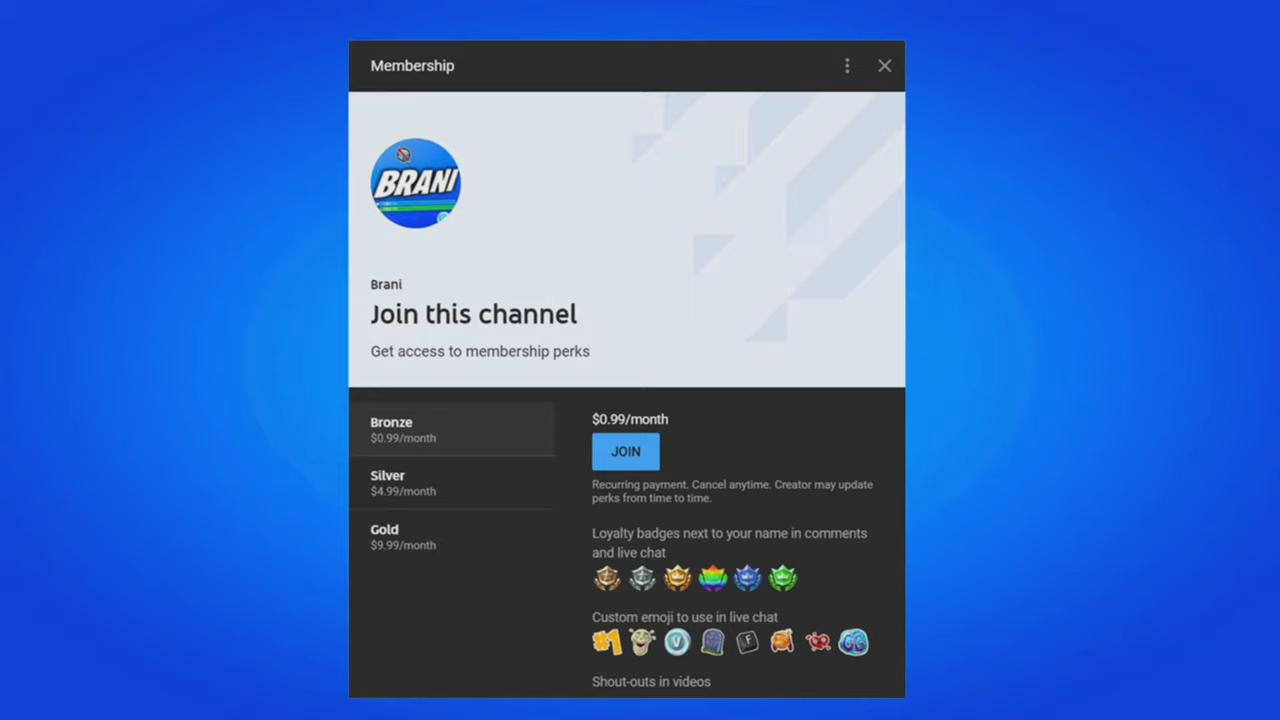 Membership
BRANI
Brani
Join this channel
Get access to membership perks
Bronze
$0.99/month
Silver
$4.99/month
Gold
$9.99/month
$0.99/month
JOIN
Recurring payment. Cancel anytime. Creator may update
perks from time to time.
Loyalty badges next to your name in comments
and live chat
Custom emoji to use in live chat
#1 V F GG
Shout-outs in videos